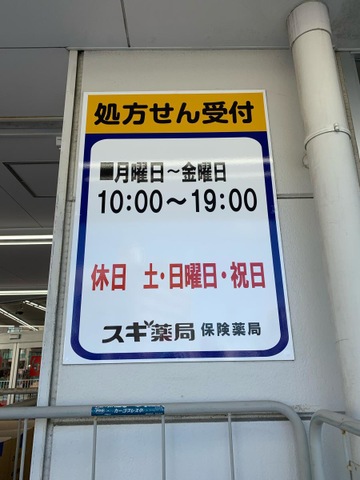 処方せん受付
■月曜日～金曜日
10:00～19:00
休日 土・日曜日・祝日
スギ薬局 保険薬局